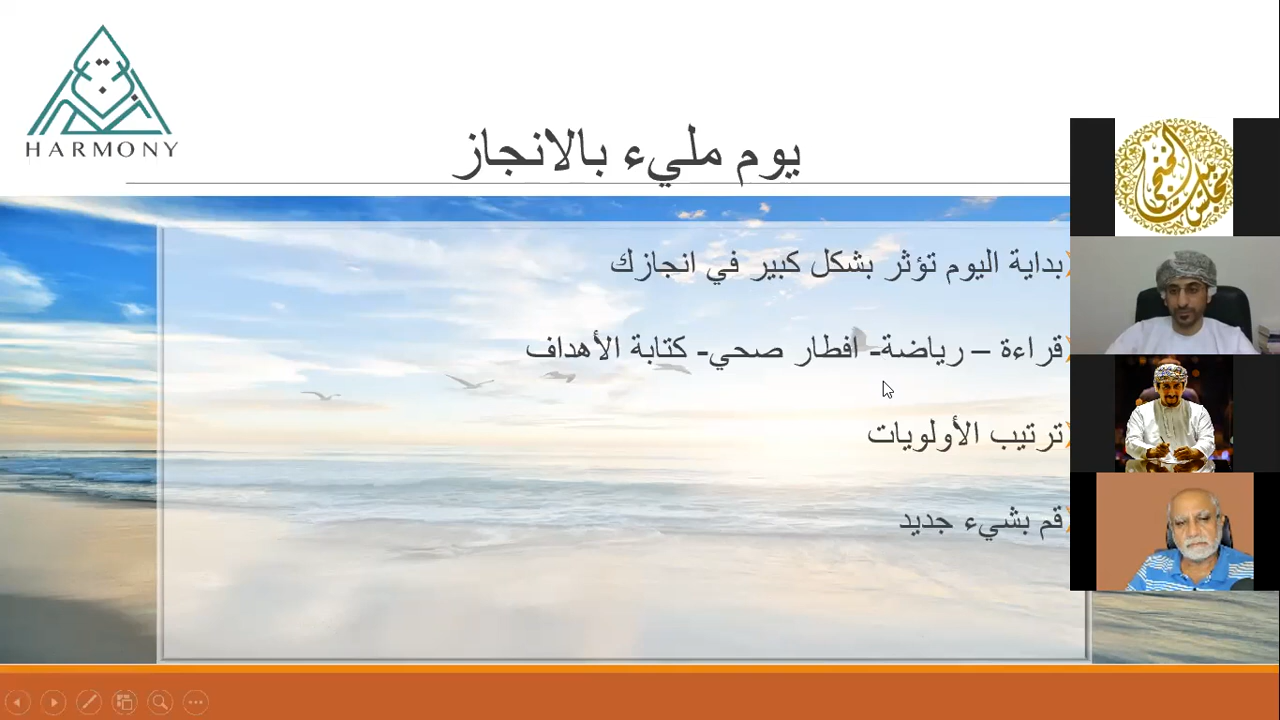 HARMONY
يوم مليء بالانجاز
بداية اليوم تؤثر بشكل كبير في انجازك
قراءة – رياضة- افطار صحي- كتابة الأهداف
ترتيب الأولويات
قم بشيء جديد